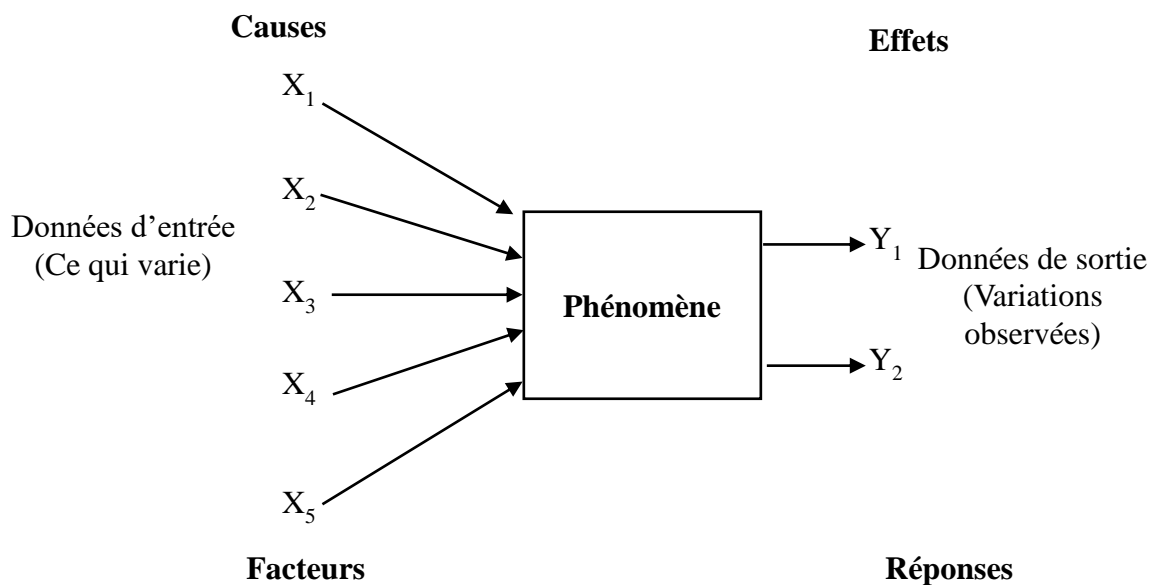 Causes
Effets
X1
X2
Données d’entrée
(Ce qui varie)
X3
X4
X5
Phénomène
Y1
Données de sortie
(Variations
observées)
Y2
Facteurs
Réponses